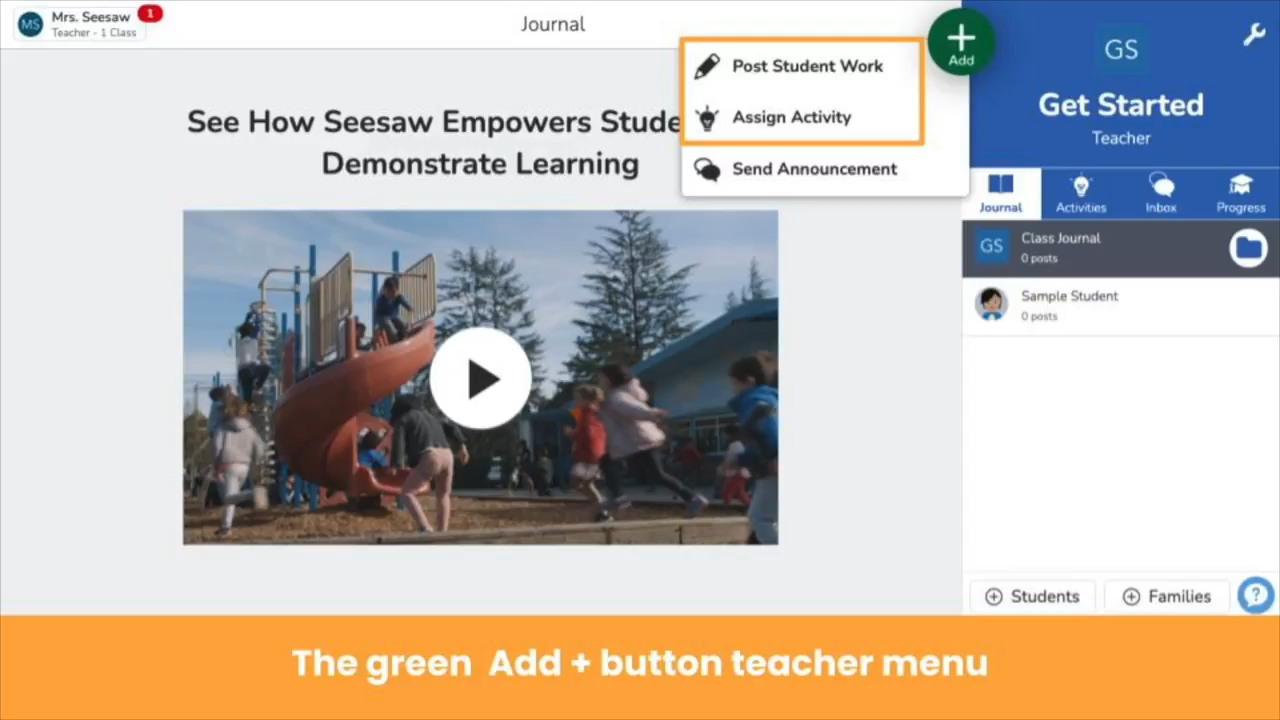 MS
Mrs. Seesaw
1
Teacher - 1 Class
Journal
Add
Post Student Work
Assign Activity
Send Announcement
See How Seesaw Empowers Stude
Demonstrate Learning
GS
Get Started
Teacher
Journal
Activities
Inbox
Progress
GS
Class Journal
0 posts
Sample Student
0 posts
Students
Families
?
The green Add + button teacher menu